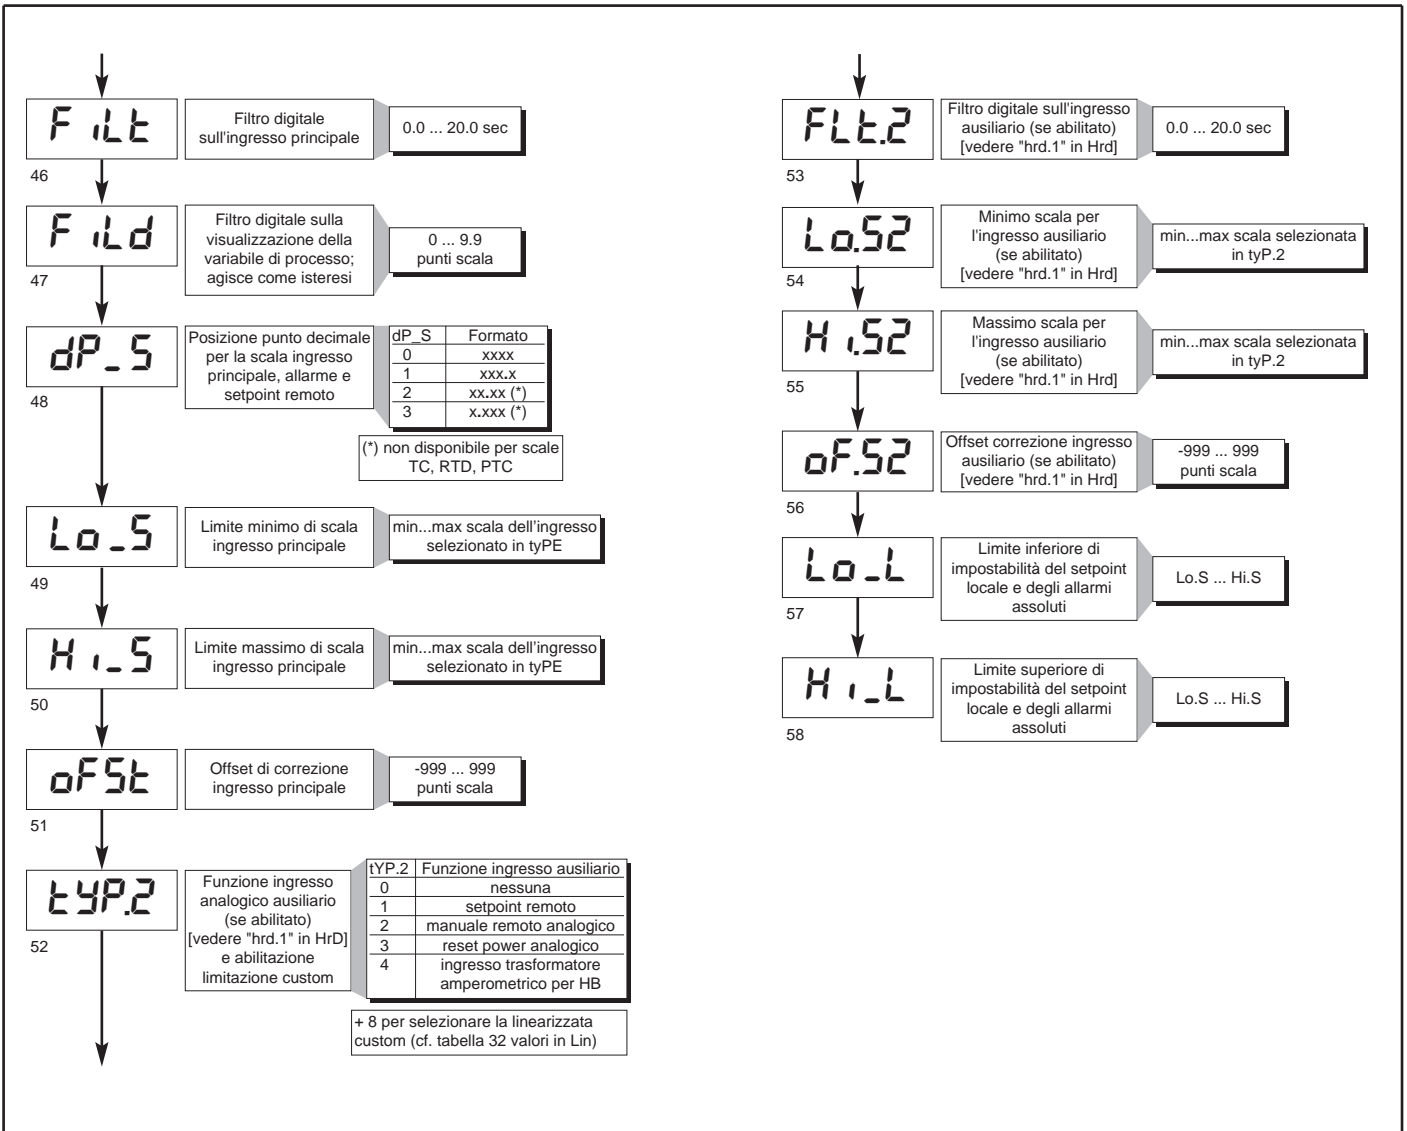 FiLt
Filtro digitale
sull'ingresso principale
0.0 ... 20.0 sec
46
FiLd
Filtro digitale sulla
visualizzazione della
variabile di processo;
agisce come isteresi
0 ... 9.9
punti scala
47
dP_S
Posizione punto decimale
per la scala ingresso
principale, allarme e
setpoint remoto
dP_S Formato
0 xxxx
1 xxx.x
2 xx.xx (*)
3 x.xxx (*)
48
(*) non disponibile per scale
TC, RTD, PTC
Lo_S
Limite minimo di scala
ingresso principale
min...max scala dell'ingresso
selezionato in tyPE
49
Hi_S
Limite massimo di scala
ingresso principale
min...max scala dell'ingresso
selezionato in tyPE
50
oFSt
Offset di correzione
ingresso principale
-999 ... 999
punti scala
51
tYP.2
Funzione ingresso
analogico ausiliario
(se abilitato)
[vedere "hrd.1" in HrD]
e abilitazione
limitazione custom
tYP.2 Funzione ingresso ausiliario
0 nessuna
1 setpoint remoto
2 manuale remoto analogico
3 reset power analogico
4 ingresso trasformatore
amperometrico per HB
52
+ 8 per selezionare la linearizzata
custom (cf. tabella 32 valori in Lin)
FLt.2
Filtro digitale sull'ingresso
ausiliario (se abilitato)
[vedere "hrd.1" in Hrd]
0.0 ... 20.0 sec
53
Lo.S2
Minimo scala per
l'ingresso ausiliario
(se abilitato)
[vedere "hrd.1" in Hrd]
min...max scala selezionata
in tyP.2
54
Hi.S2
Massimo scala per
l'ingresso ausiliario
(se abilitato)
[vedere "hrd.1" in Hrd]
min...max scala selezionata
in tyP.2
55
oF.S2
Offset correzione ingresso
ausiliario (se abilitato)
[vedere "hrd.1" in Hrd]
-999 ... 999
punti scala
56
Lo_L
Limite inferiore di
impostabilità del setpoint
locale e degli allarmi
assoluti
Lo.S ... Hi.S
57
Hi_L
Limite superiore di
impostabilità del setpoint
locale e degli allarmi
assoluti
Lo.S ... Hi.S
58